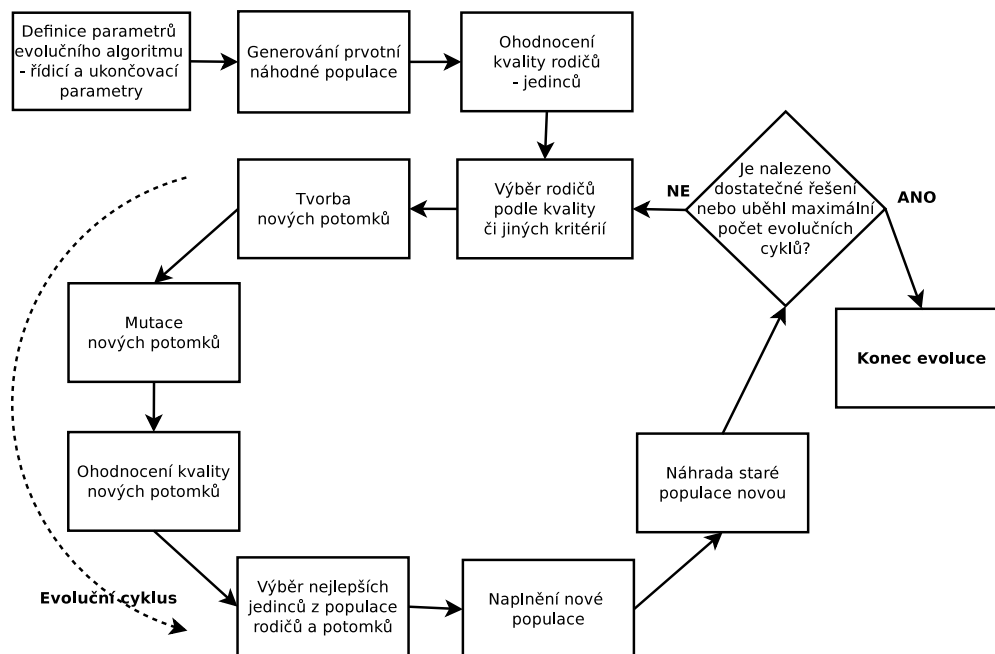 Definice parametrů
evolučního algoritmu
- řídicí a ukončovací
parametry
Generování prvotní
náhodné populace
Ohodnocení
kvality rodičů
- jedinců
Výběr rodičů
podle kvality
či jiných kritérií
Tvorba
nových potomků
Mutace
nových potomků
Ohodnocení kvality
nových potomků
Výběr nejlepších
jedinců z populace
rodičů a potomků
Naplnění nové
populace
Náhrada staré
populace novou
Je nalezeno
dostatečné řešení
nebo uběhl maximální
počet evolučních
cyklů?
NE
ANO
Konec evoluce
Evoluční cyklus